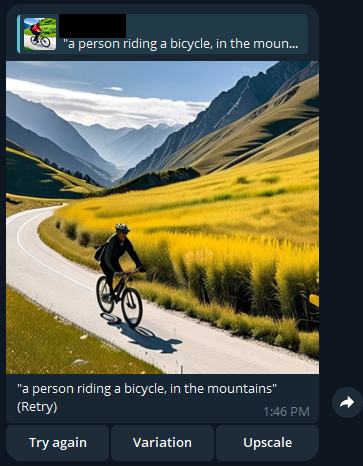 "a person riding a bicycle, in the moun...
"a person riding a bicycle, in the mountains"
(Retry)
1:46 PM
Try again
Variation
Upscale